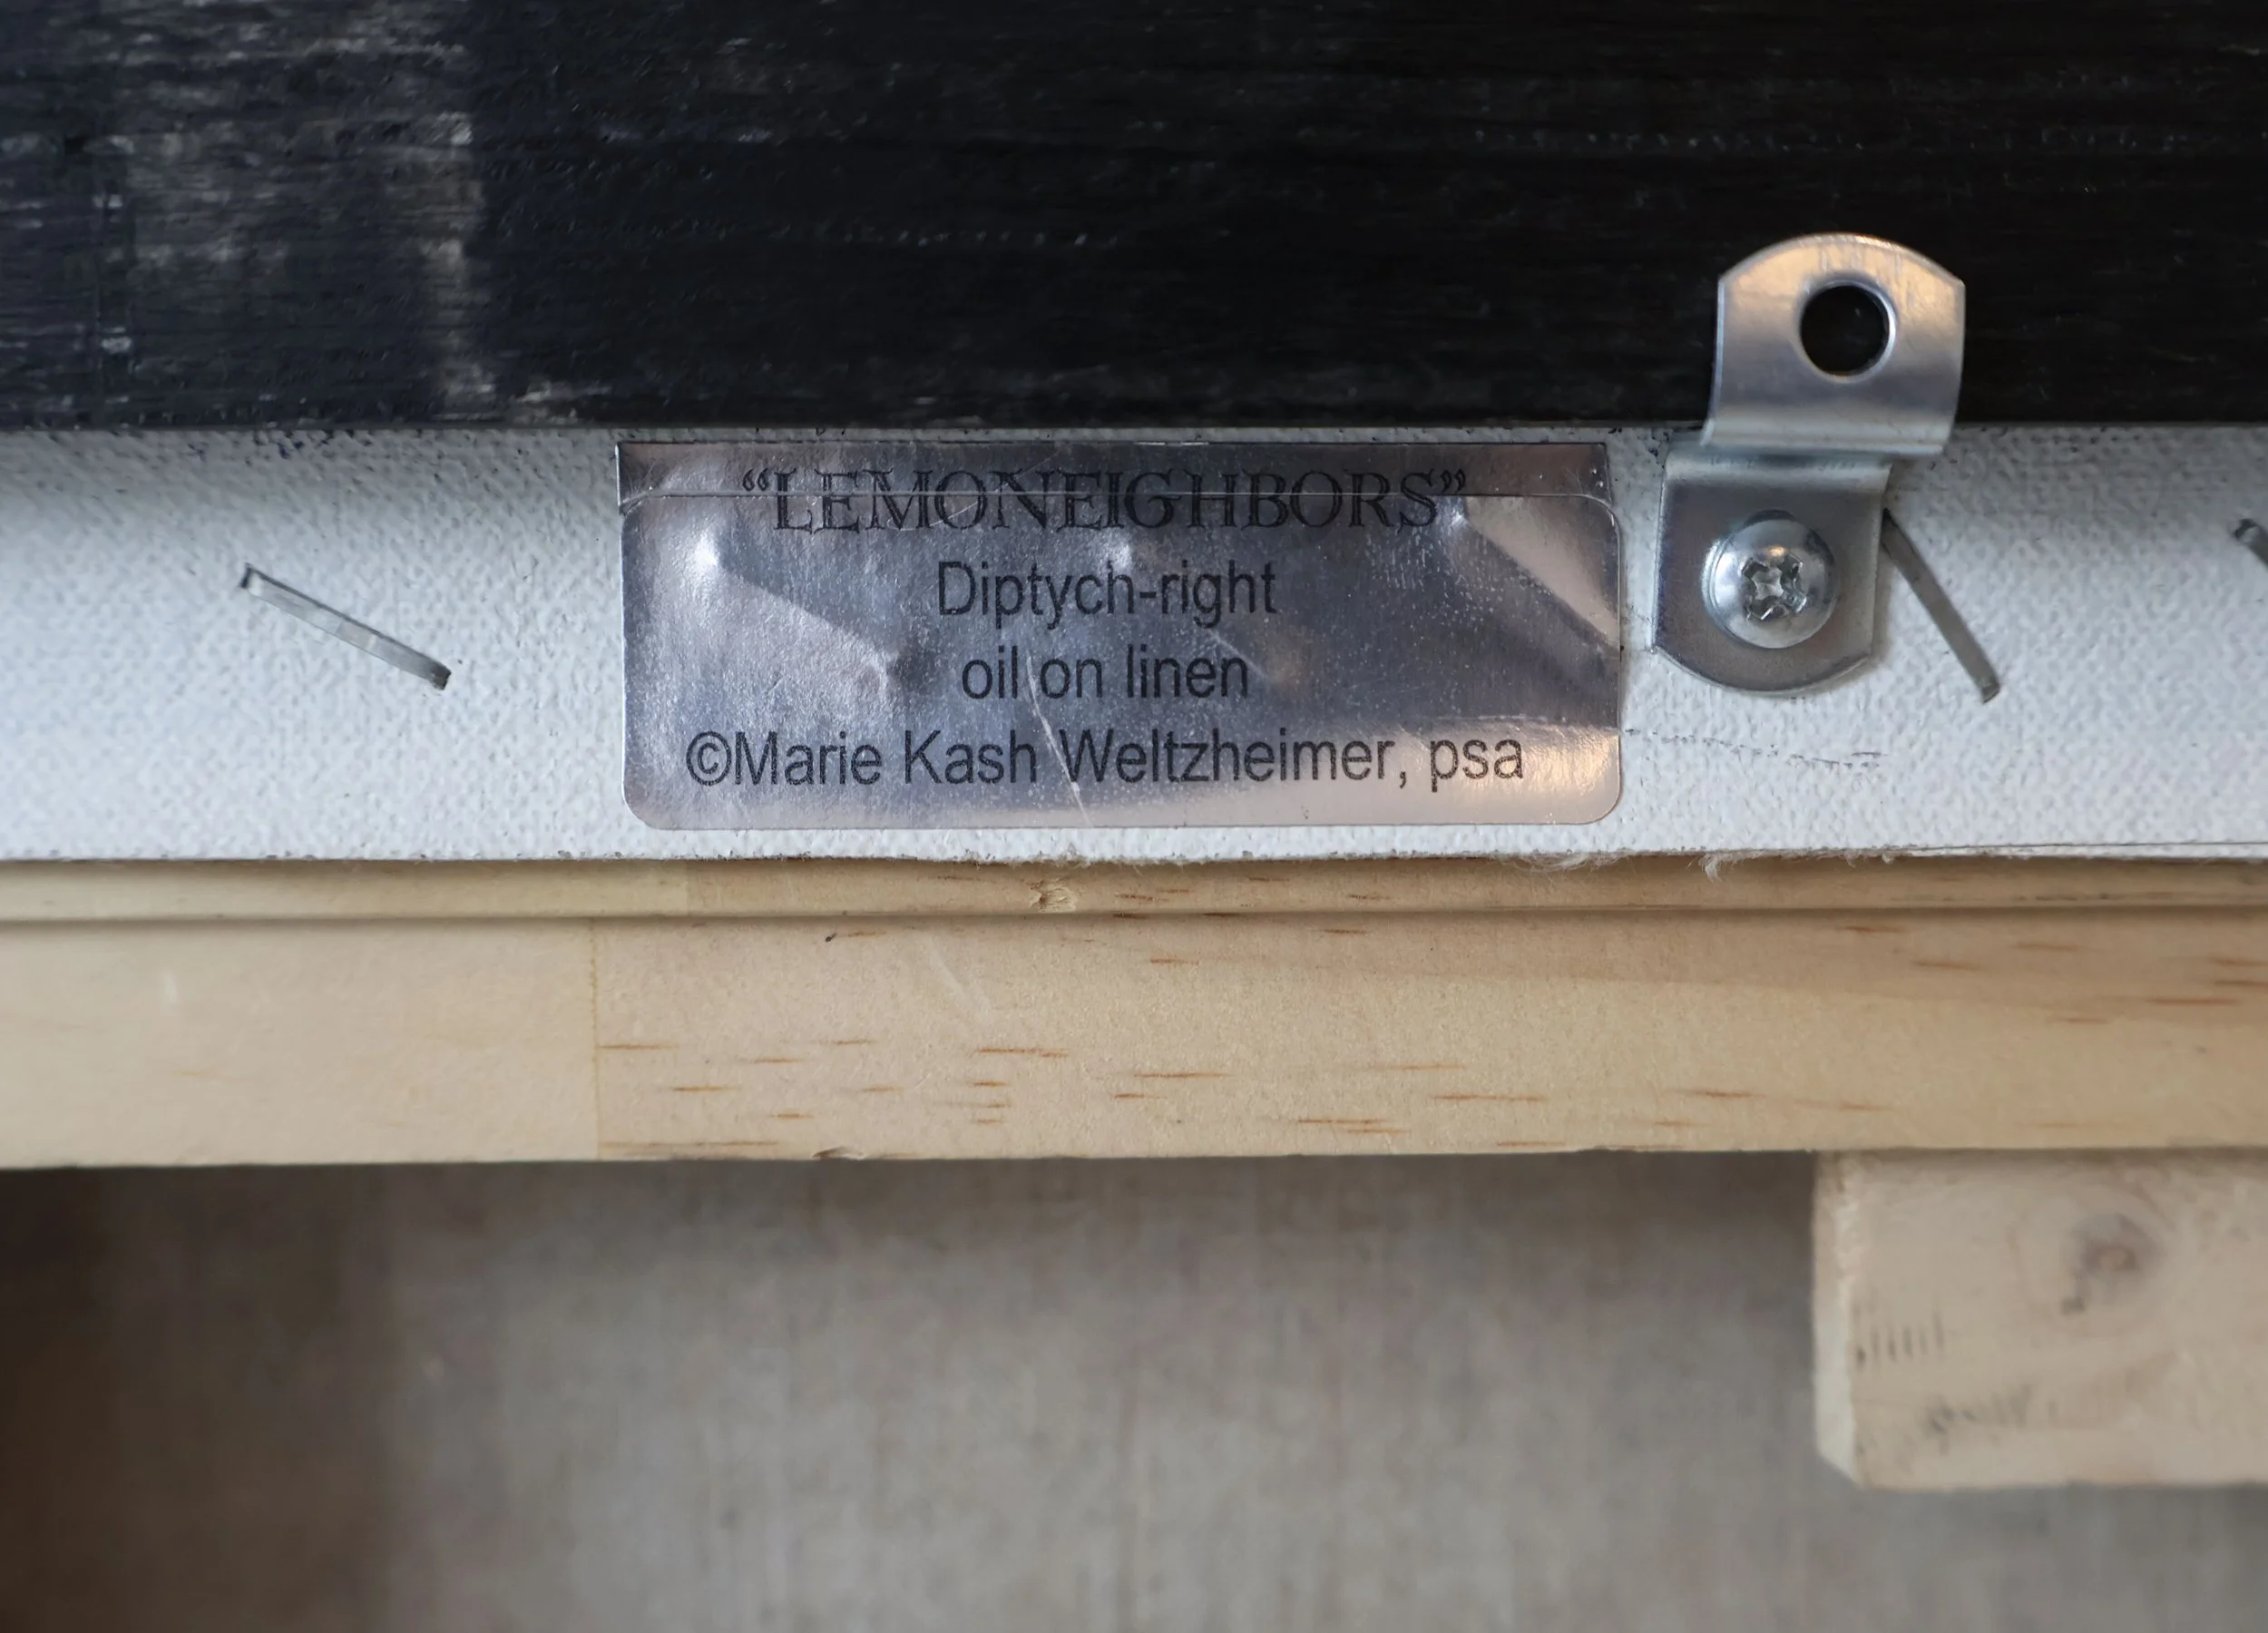 “LEMONEIGHBORS”
Diptych-right
oil on linen
©Marie Kash Weltzheimer, psa